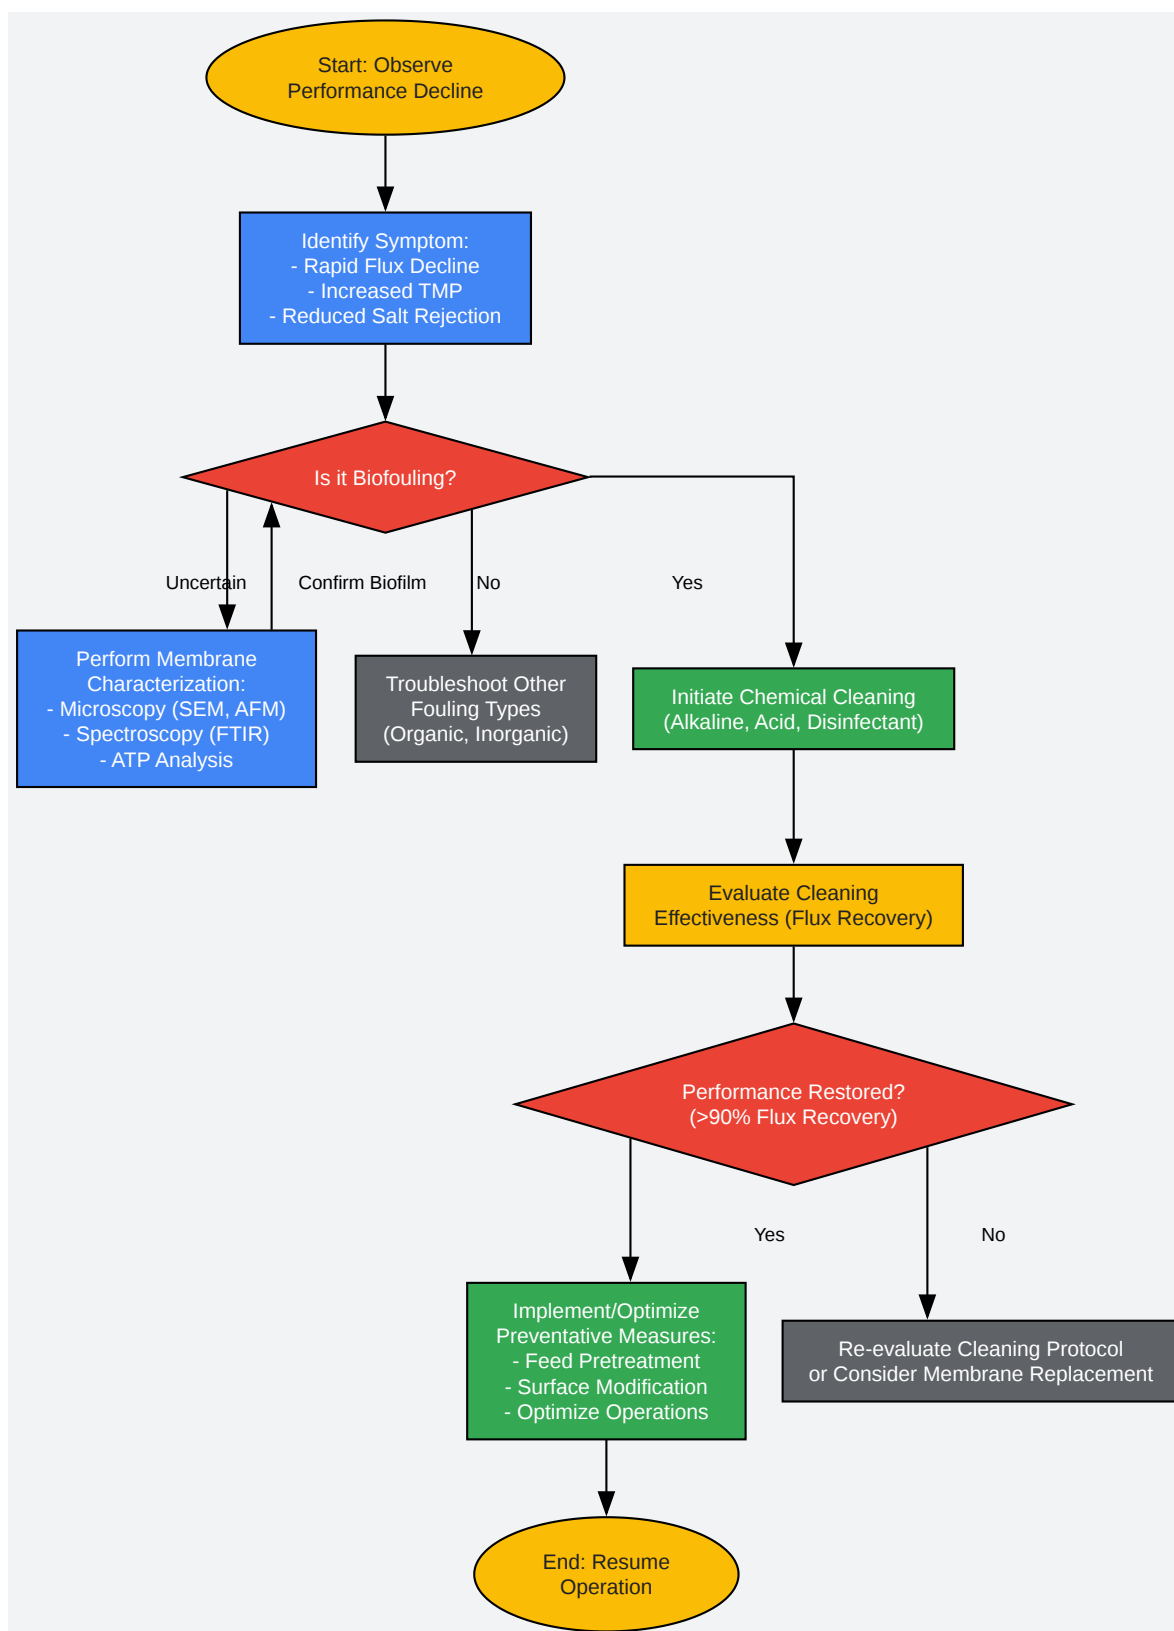 Start: Observe
Performance Decline
Identify Symptom:
- Rapid Flux Decline
- Increased TMP
- Reduced Salt Rejection
Is it Biofouling?
Uncertain
Confirm Biofilm
No
Yes
Perform Membrane
Characterization:
- Microscopy (SEM, AFM)
- Spectroscopy (FTIR)
- ATP Analysis
Troubleshoot Other
Fouling Types
(Organic, Inorganic)
Initiate Chemical Cleaning
(Alkaline, Acid, Disinfectant)
Evaluate Cleaning
Effectiveness (Flux Recovery)
Performance Restored?
(>90% Flux Recovery)
Yes
No
Implement/Optimize
Preventative Measures:
- Feed Pretreatment
- Surface Modification
- Optimize Operations
Re-evaluate Cleaning Protocol
or Consider Membrane Replacement
End: Resume
Operation